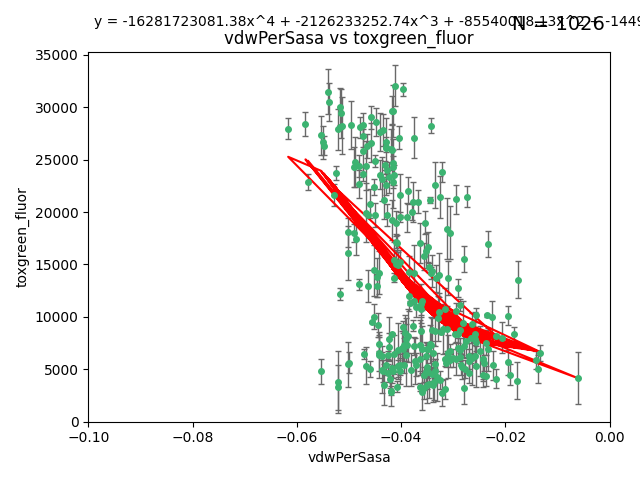 y = -16281723081.38x^4 + -2126233252.74x^3 + -85540018.13x^2 + -1449
N = 1026
vdwPerSasa vs toxgreen_fluor
35000
30000
25000
20000
15000
10000
5000
0
toxgreen_fluor
−0.10 −0.08 −0.06 −0.04 −0.02 0.00
vdwPerSasa